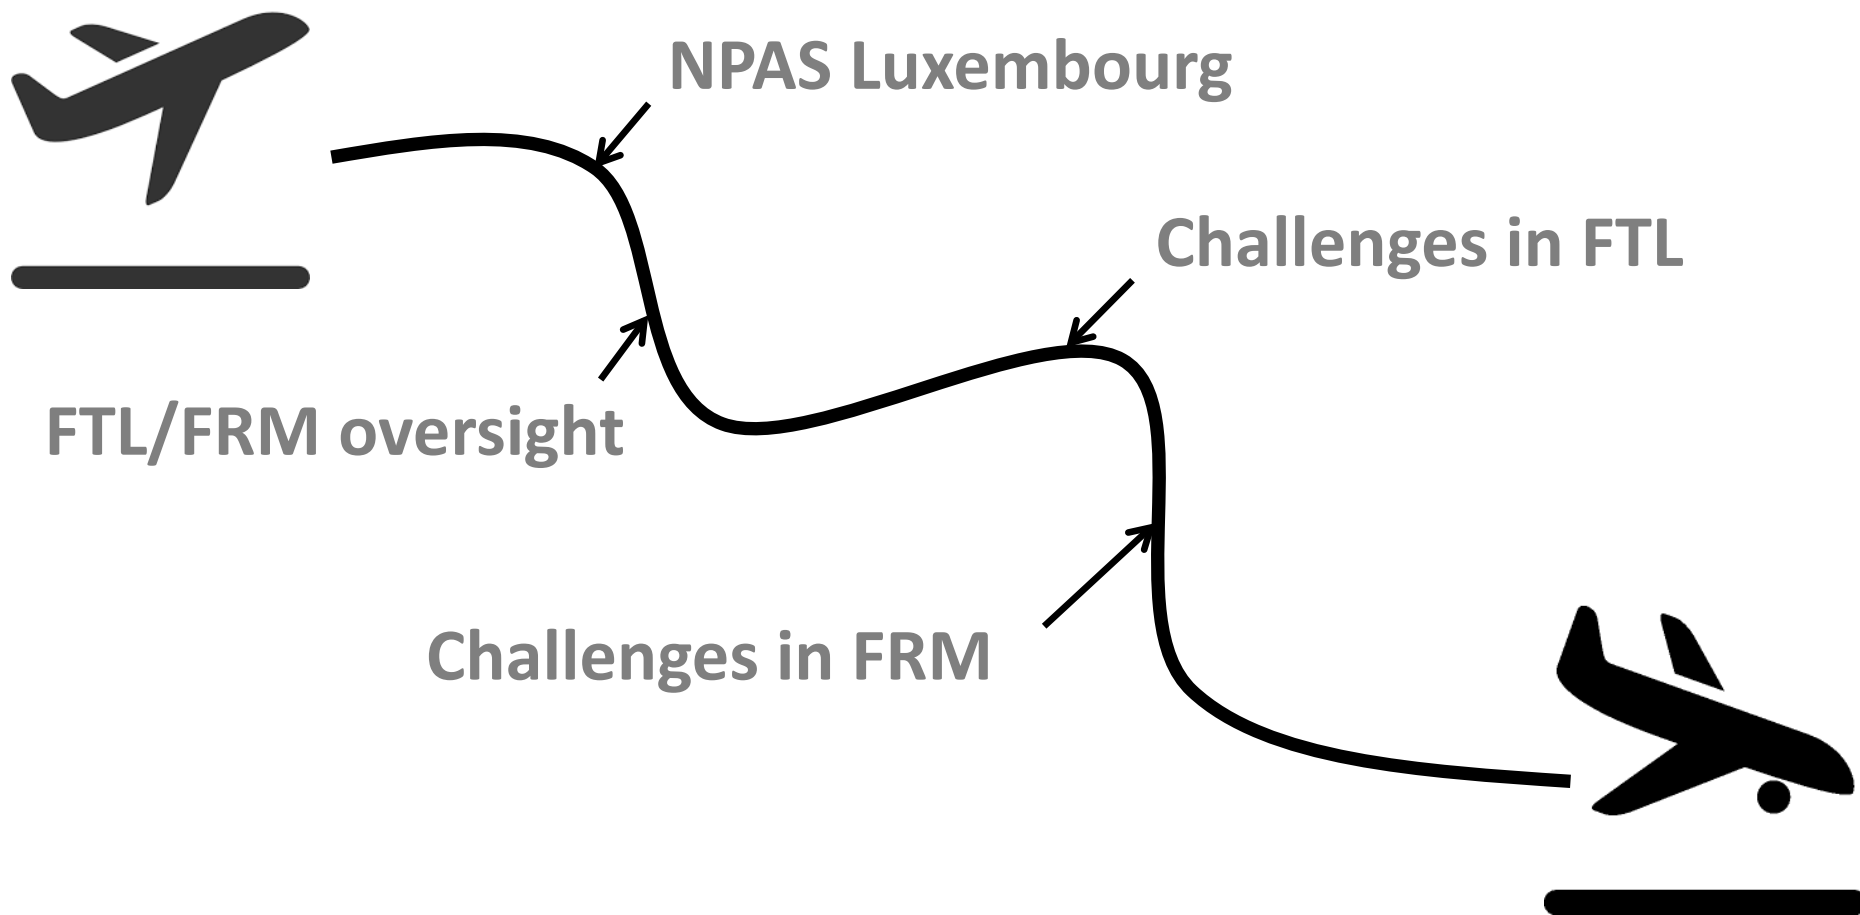 NPAS Luxembourg
Challenges in FTL
FTL/FRM oversight
Challenges in FRM